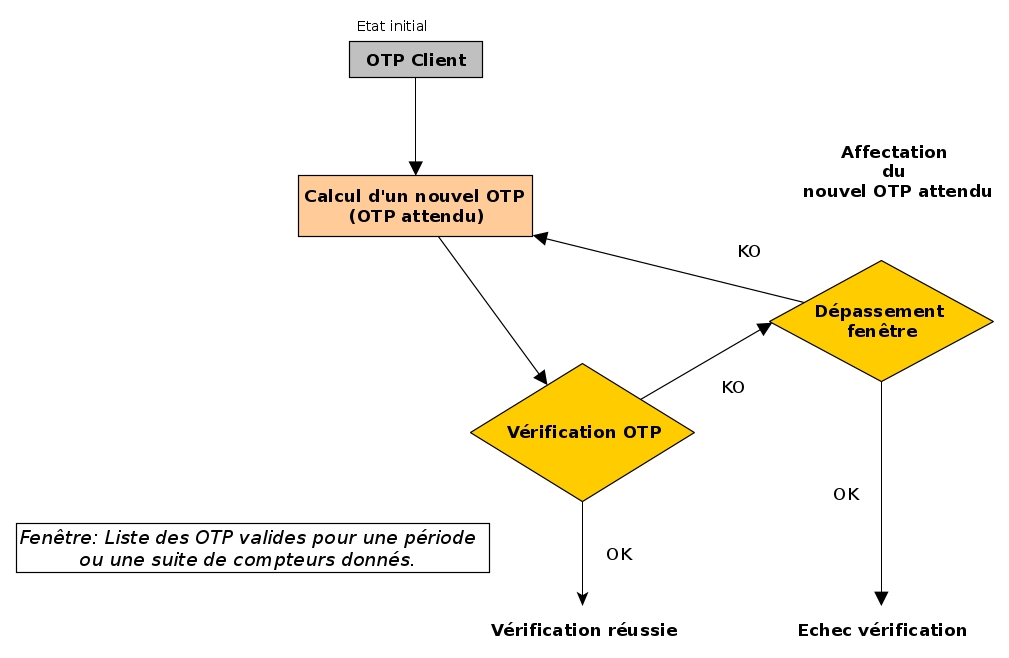 Etat initial
OTP Client
Affectation
du
nouvel OTP attendu
Calcul d'un nouvel OTP
(OTP attendu)
KO
Dépassement
fenêtre
KO
Vérification OTP
OK
Fenêtre: Liste des OTP valides pour une période
ou une suite de compteurs donnés.
OK
Vérification réussie
Echec vérification